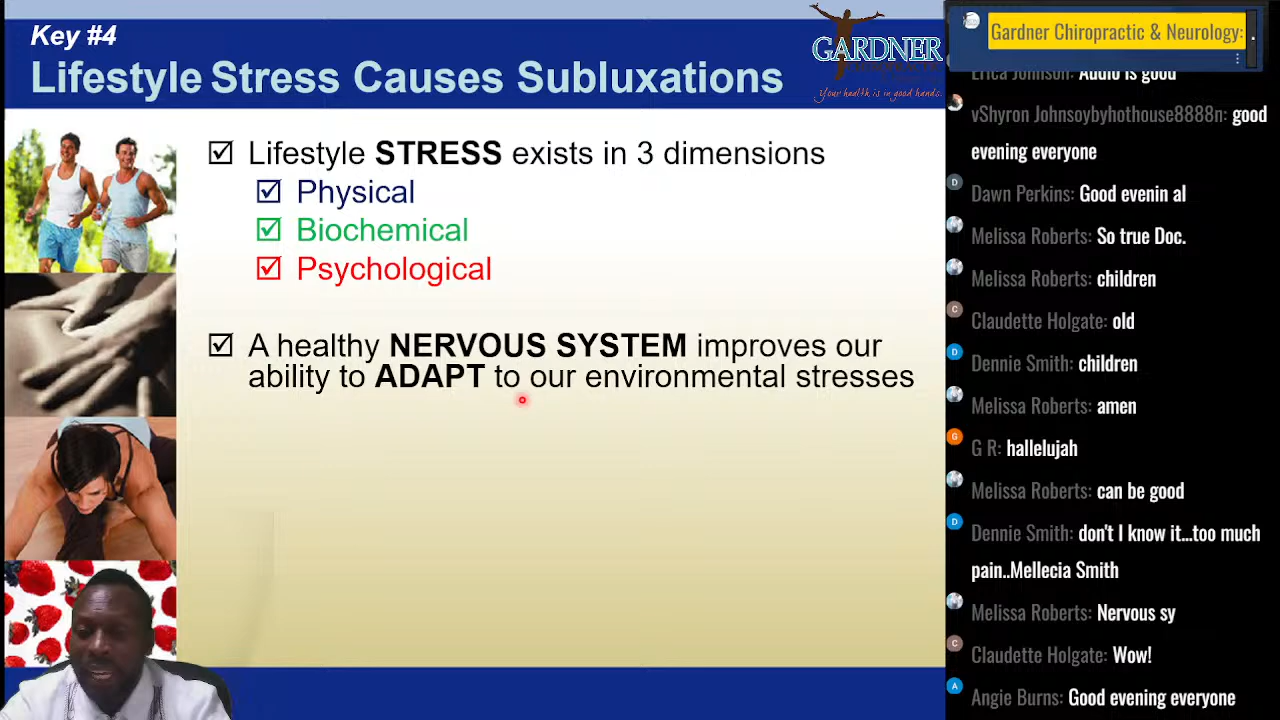 Key #4
Lifestyle Stress Causes Subluxations
GARDNER
Your health is in good hands.
Lifestyle STRESS exists in 3 dimensions
Physical
Biochemical
Psychological
A healthy NERVOUS SYSTEM improves our
ability to ADAPT to our environmental stresses
Gardner Chiropractic & Neurology: .
Erica Johnson: Audio is good
vShyron Johnsoybyhothouse8888n: good
evening everyone
D
Dawn Perkins: Good evenin al
Melissa Roberts: So true Doc.
Melissa Roberts: children
C
Claudette Holgate: old
D
Dennie Smith: children
Melissa Roberts: amen
G
G R: hallelujah
Melissa Roberts: can be good
D
Dennie Smith: don't I know it...too much
pain..Mellecia Smith
Melissa Roberts: Nervous sy
C
Claudette Holgate: Wow!
A
Angie Burns: Good evening everyone